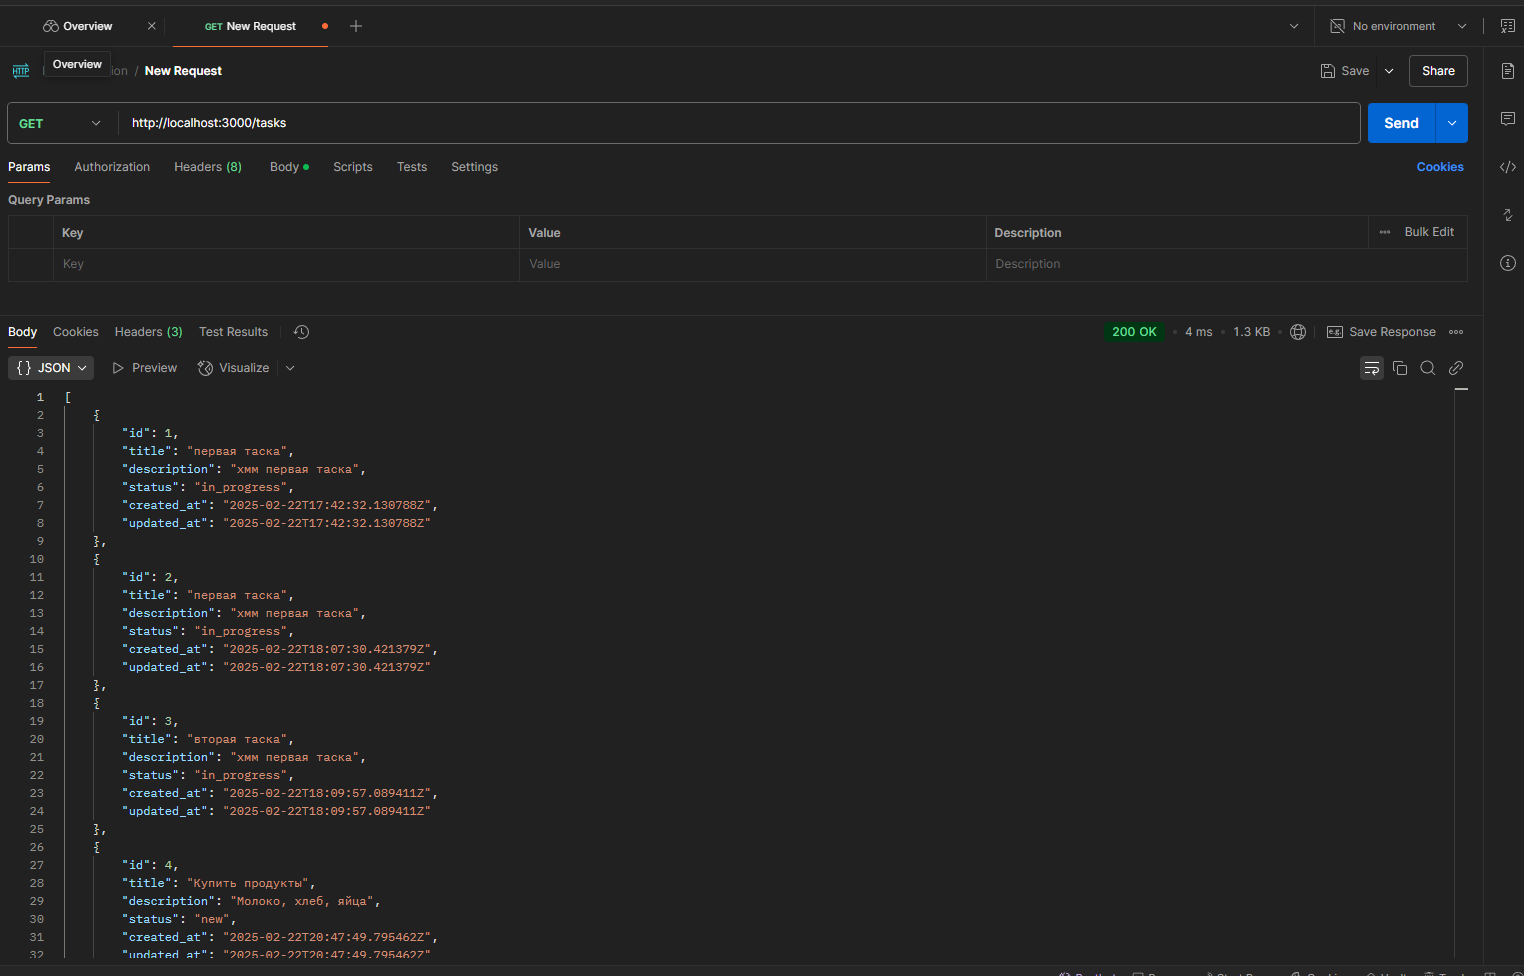 Overview
GET New Request
No environment
Overview
ion / New Request
Save
Share
GET
http://localhost:3000/tasks
Send
Params Authorization Headers (8) Body Scripts Tests Settings
Cookies
Query Params
Key Value Description Bulk Edit
Key Value Description
Body Cookies Headers (3) Test Results
200 OK 4 ms 1.3 KB Save Response
{} JSON Preview Visualize
1 [
2 {
3 "id": 1,
4 "title": "первая таска",
5 "description": "хмм первая таска",
6 "status": "in_progress",
7 "created_at": "2025-02-22T17:42:32.130788Z",
8 "updated_at": "2025-02-22T17:42:32.130788Z"
9 },
10 {
11 "id": 2,
12 "title": "первая таска",
13 "description": "хмм первая таска",
14 "status": "in_progress",
15 "created_at": "2025-02-22T18:07:30.421379Z",
16 "updated_at": "2025-02-22T18:07:30.421379Z"
17 },
18 {
19 "id": 3,
20 "title": "вторая таска",
21 "description": "хмм первая таска",
22 "status": "in_progress",
23 "created_at": "2025-02-22T18:09:57.089411Z",
24 "updated_at": "2025-02-22T18:09:57.089411Z"
25 },
26 {
27 "id": 4,
28 "title": "Купить продукты",
29 "description": "Молоко, хлеб, яйца",
30 "status": "new",
31 "created_at": "2025-02-22T20:47:49.795462Z",
32 "updated_at": "2025-02-22T20:47:49.795462Z"